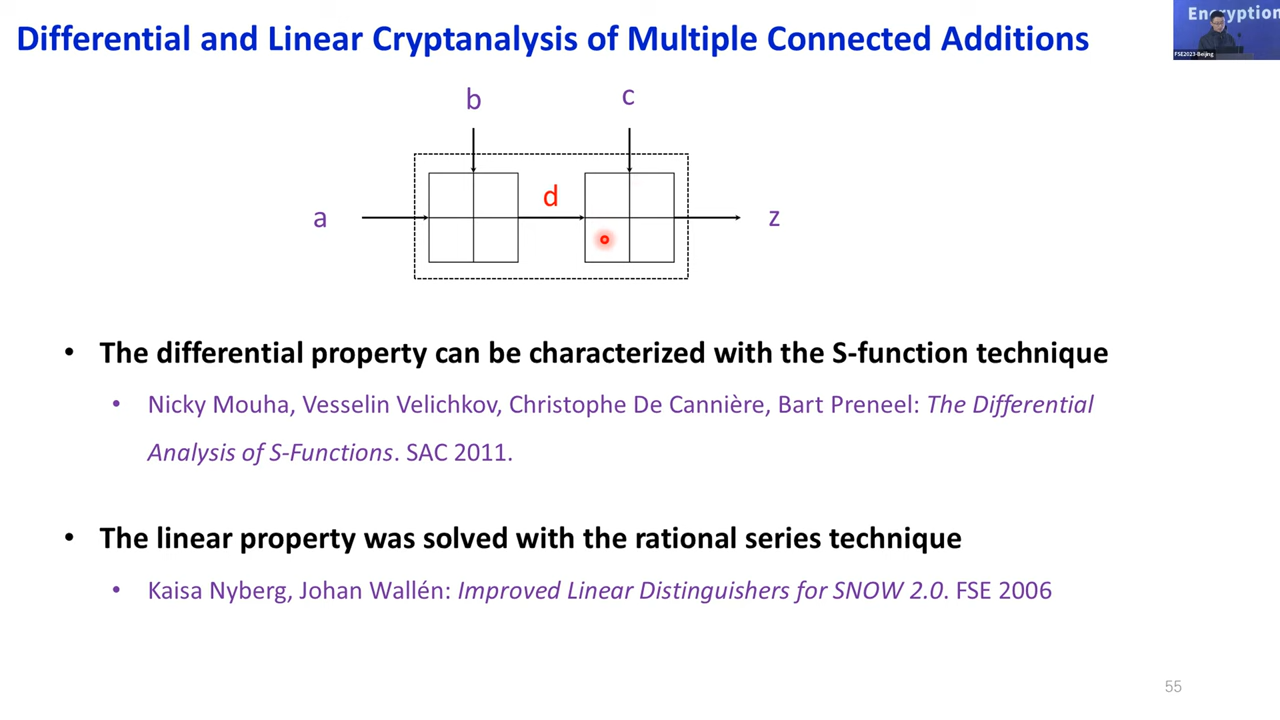 Differential and Linear Cryptanalysis of Multiple Connected Additions
Encryption
FSE2023-Beijing
b
c
a
d
z
• The differential property can be characterized with the S-function technique
• Nicky Mouha, Vesselin Velichkov, Christophe De Cannière, Bart Preneel: The Differential
Analysis of S-Functions. SAC 2011.
• The linear property was solved with the rational series technique
• Kaisa Nyberg, Johan Wallén: Improved Linear Distinguishers for SNOW 2.0. FSE 2006
55